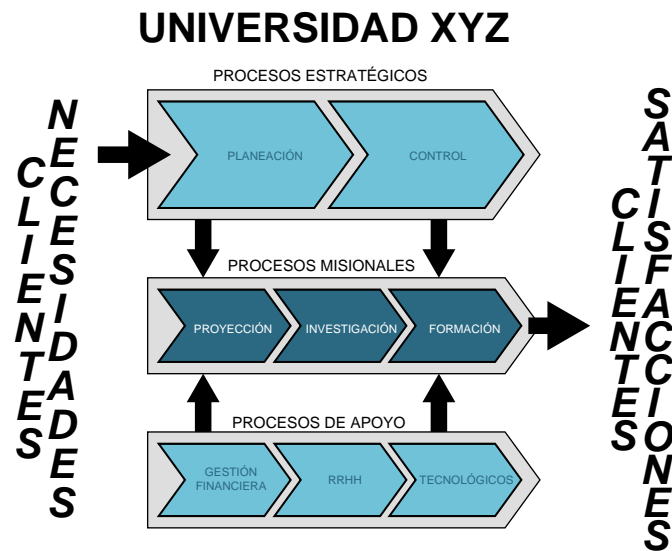 UNIVERSIDAD XYZ
PROCESOS ESTRATÉGICOS
NECESIDADES
CLIENTES
PLANEACIÓN
CONTROL
PROCESOS MISIONALES
PROYECCIÓN
INVESTIGACIÓN
FORMACIÓN
PROCESOS DE APOYO
GESTIÓN
FINANCIERA
RRHH
TECNOLÓGICOS
CLIENTES
SATISFACCIONES